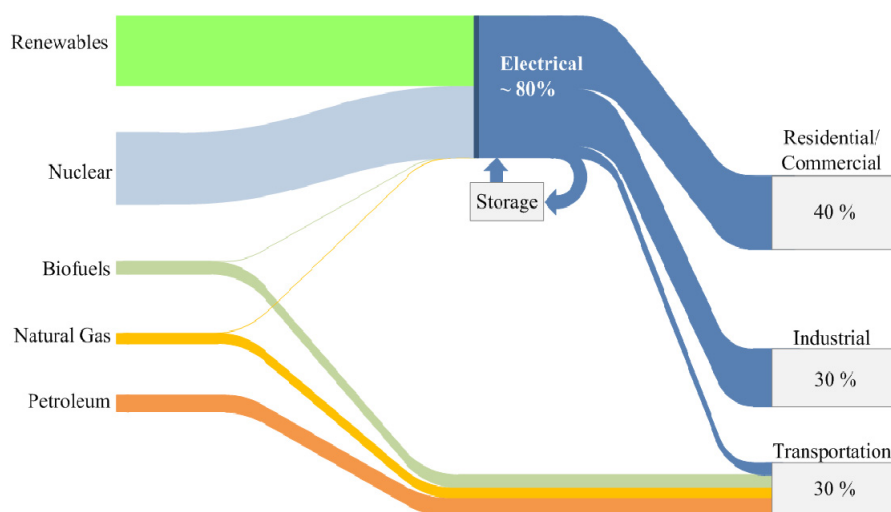 Renewables
Electrical
~ 80%
Residential/
Commercial
Nuclear
Storage
40 %
Biofuels
Natural Gas
Industrial
30 %
Petroleum
Transportation
30 %